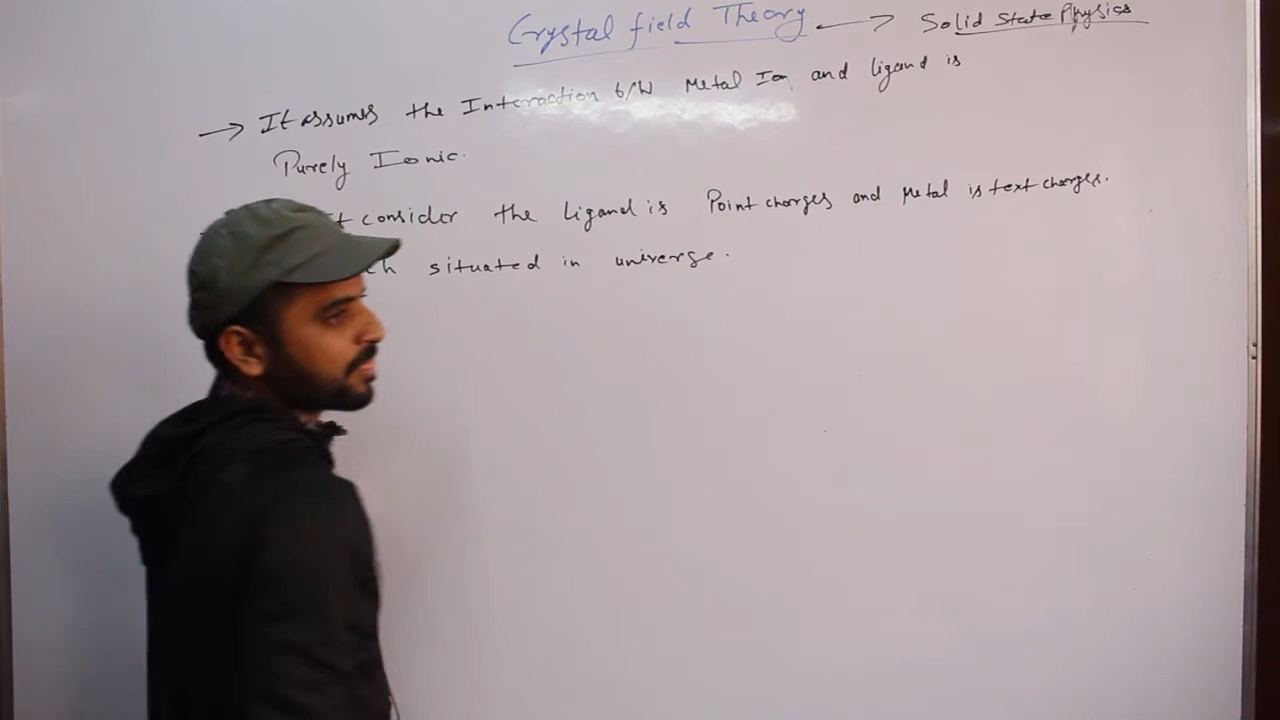 Crystal field Theory → Solid State Physics
→ It assumes the Interaction b/w Metal Ion and ligand is
Purely Ionic.
consider the ligand is Point charges and Metal is text charges.
situated in universe.